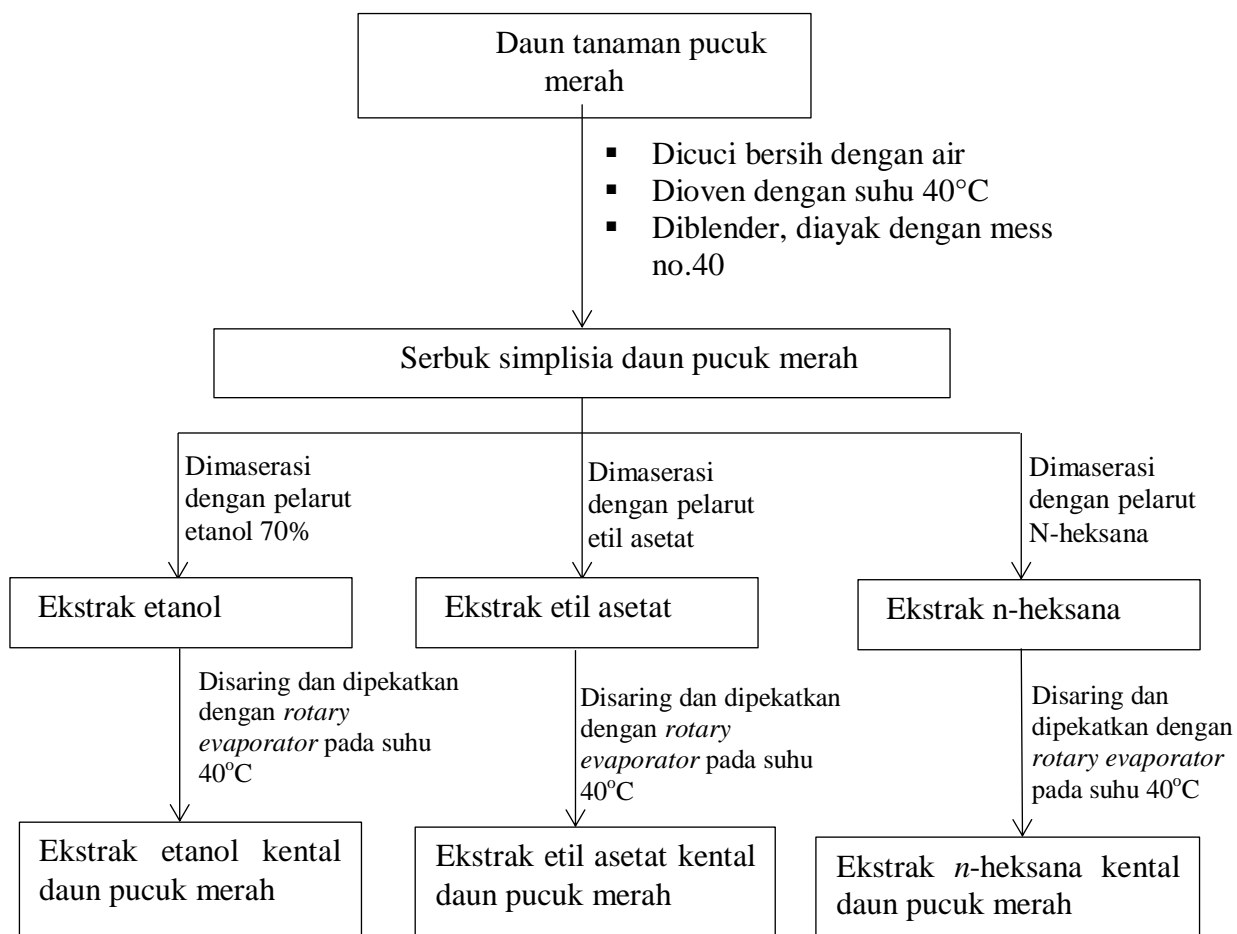 Daun tanaman pucuk
merah
▪ Dicuci bersih dengan air
▪ Dioven dengan suhu 40°C
▪ Diblender, diayak dengan mess
no.40
Serbuk simplisia daun pucuk merah
Dimaserasi
dengan pelarut
etanol 70%
Dimaserasi
dengan pelarut
etil asetat
Dimaserasi
dengan pelarut
N-heksana
Ekstrak etanol
Ekstrak etil asetat
Ekstrak n-heksana
Disaring dan dipekatkan
dengan rotary
evaporator pada suhu
40°C
Disaring dan dipekatkan
dengan rotary
evaporator pada suhu
40°C
Disaring dan
dipekatkan dengan
rotary evaporator
pada suhu 40°C
Ekstrak etanol kental
daun pucuk merah
Ekstrak etil asetat kental
daun pucuk merah
Ekstrak n-heksana kental
daun pucuk merah